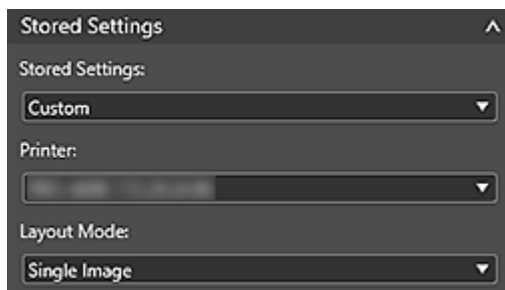 Stored Settings
Stored Settings:
Custom
Printer:
Layout Mode:
Single Image